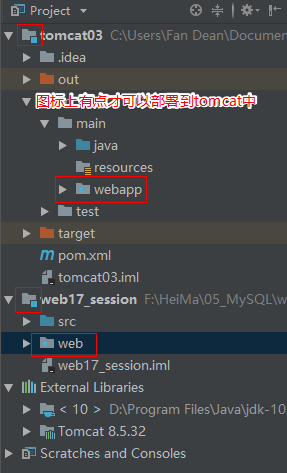 Project
tomcat03 C:\Users\Fan Dean\Documen
.idea
out
图标上有点才可以部署到tomcat中
main
java
resources
webapp
test
target
pom.xml
tomcat03.iml
web17_session F:\HeiMa\05_MySQL\w
src
web
web17_session.iml
External Libraries
< 10 > D:\Program Files\Java\jdk-10
Tomcat 8.5.32
Scratches and Consoles